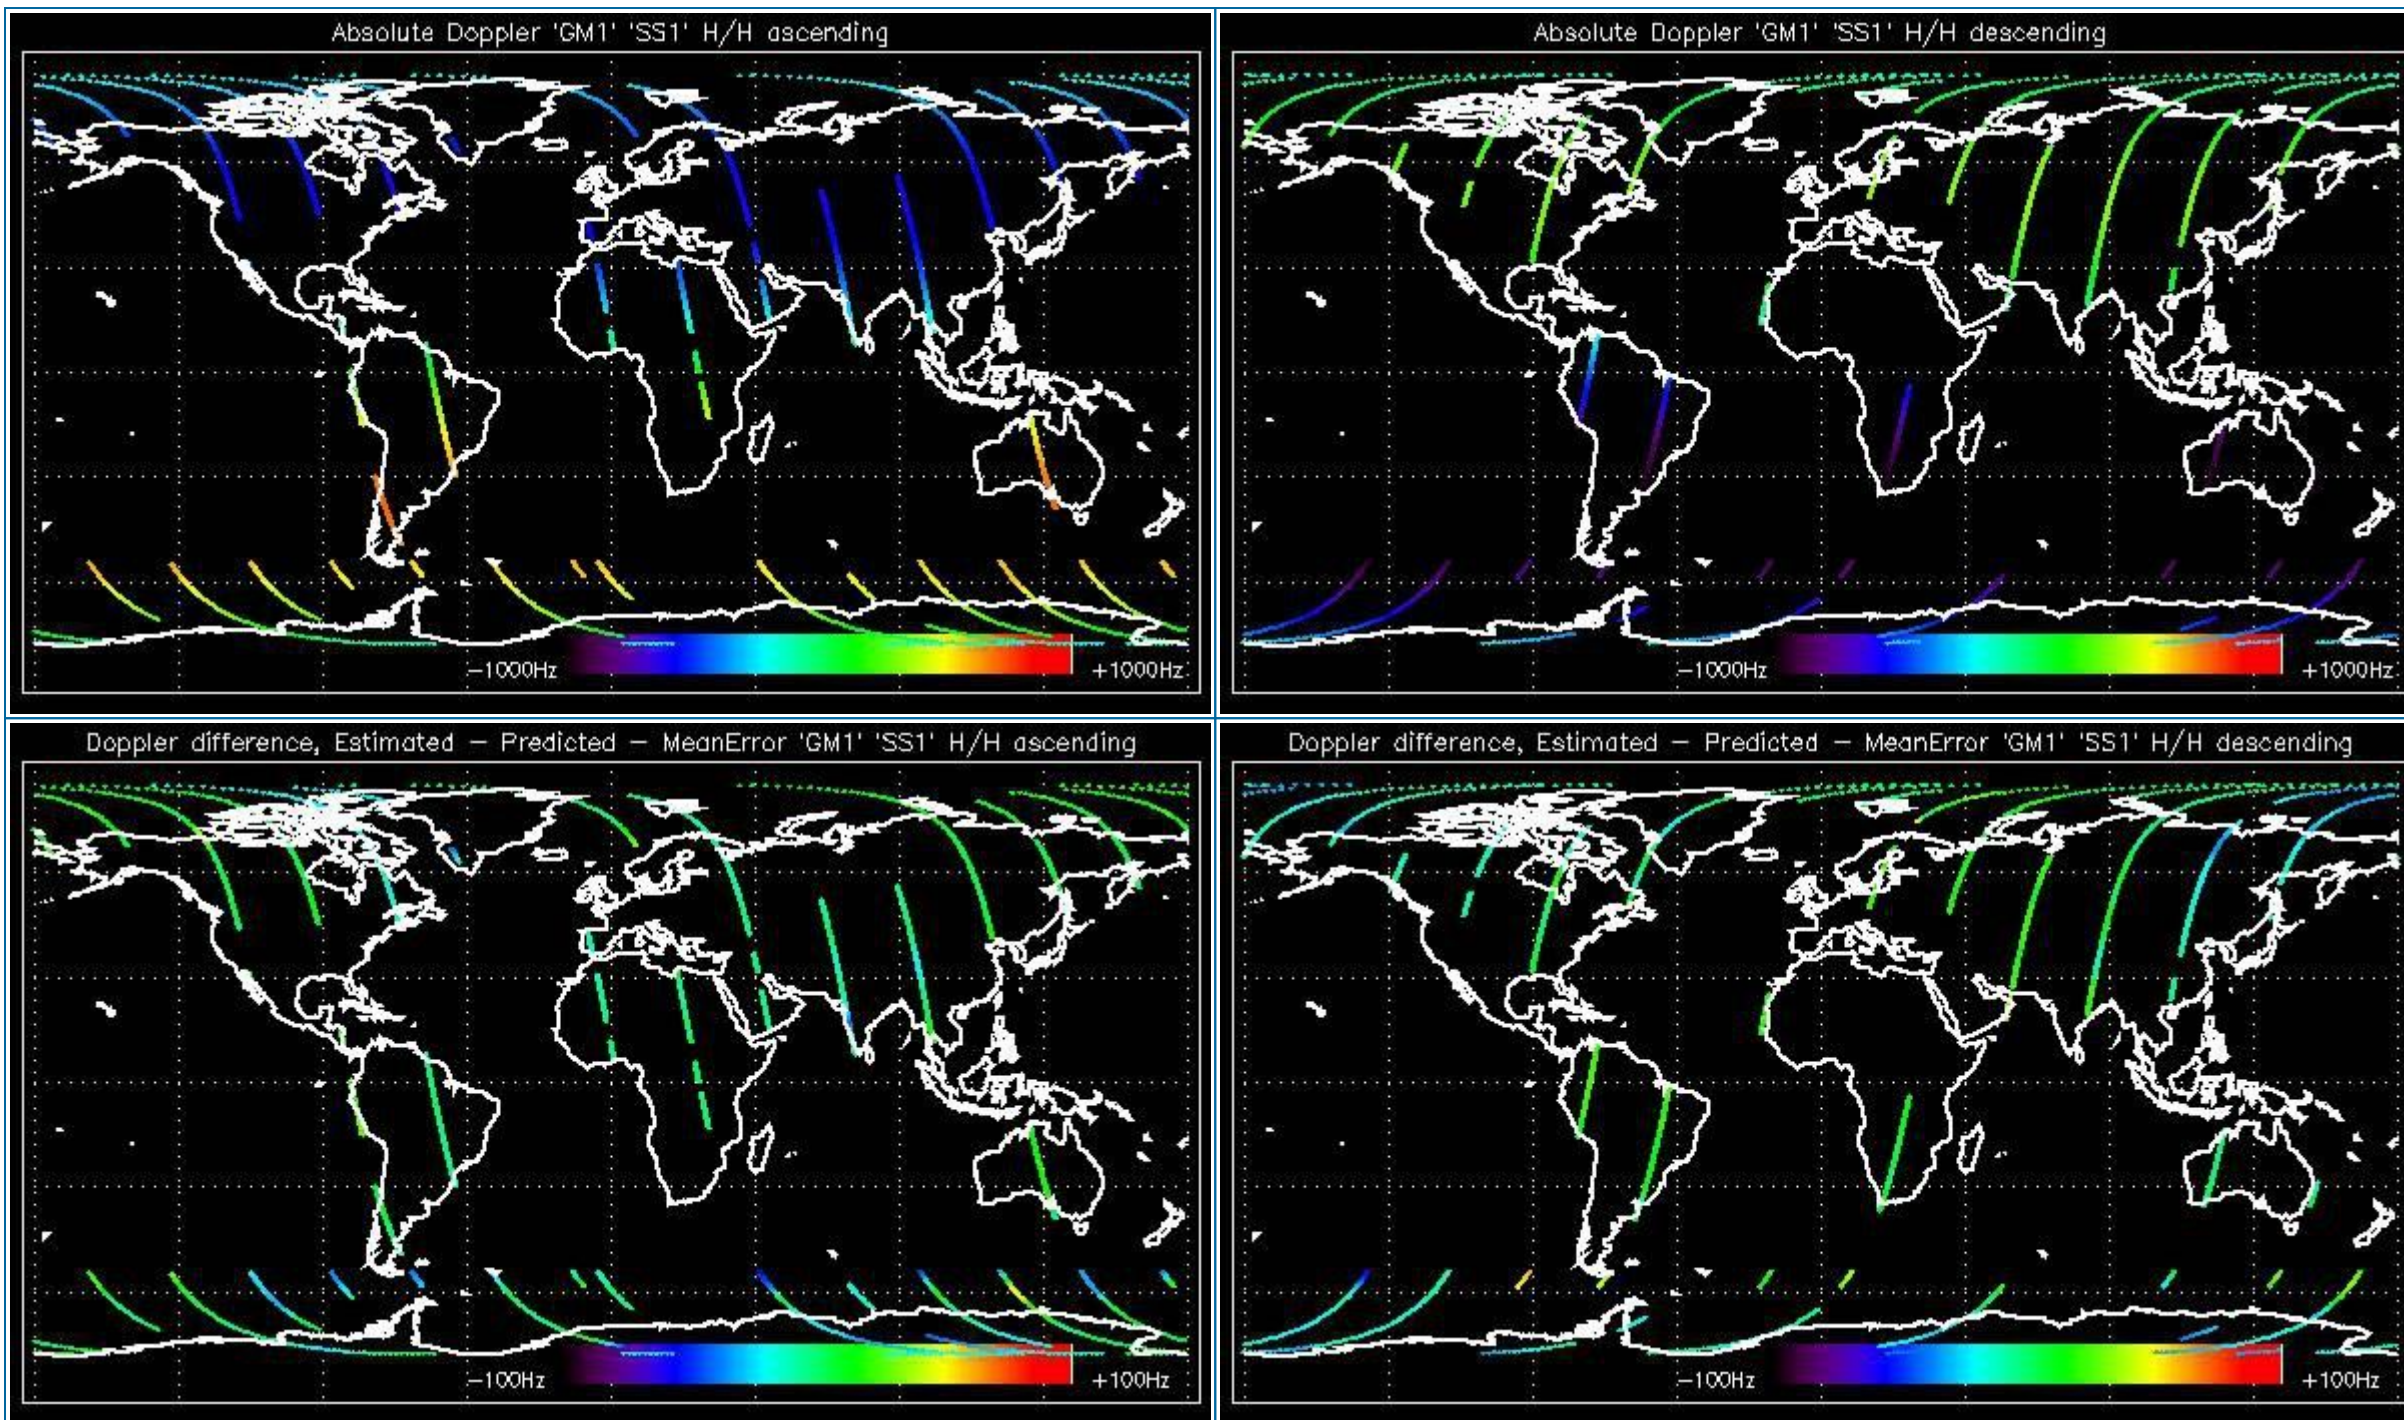 Absolute Doppler 'GM1' 'SS1' H/H ascending
-1000Hz +1000Hz
Absolute Doppler 'GM1' 'SS1' H/H descending
-1000Hz +1000Hz
Doppler difference, Estimated - Predicted - MeanError 'GM1' 'SS1' H/H ascending
-100Hz +100Hz
Doppler difference, Estimated - Predicted - MeanError 'GM1' 'SS1' H/H descending
-100Hz +100Hz